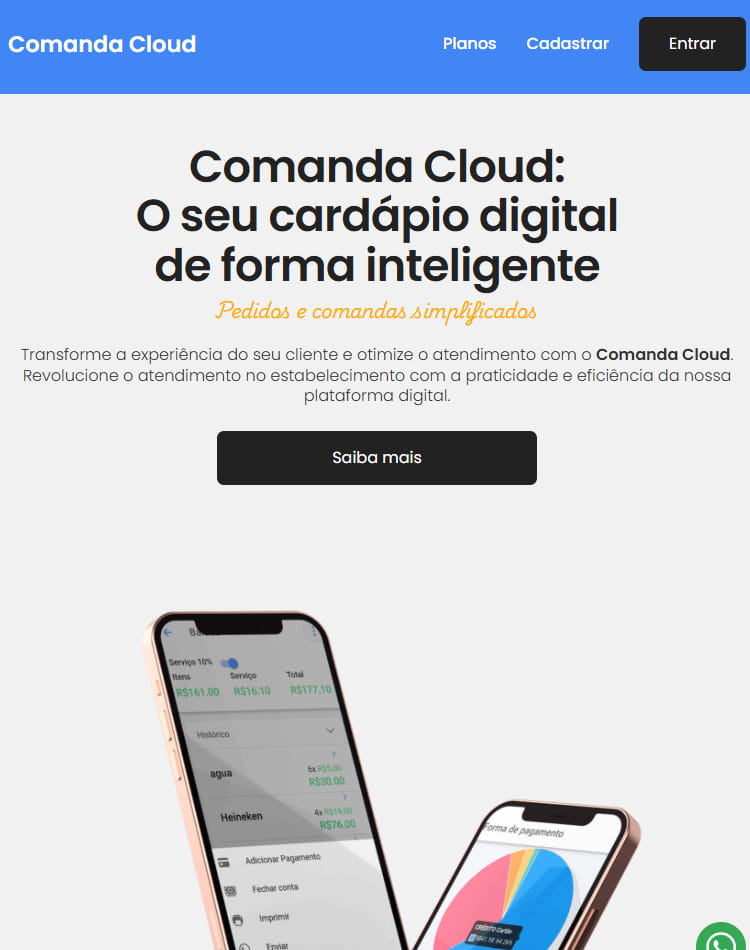 Comanda Cloud
Planos
Cadastrar
Entrar
Comanda Cloud:
O seu cardápio digital
de forma inteligente
Pedidos e comandas simplificados
Transforme a experiência do seu cliente e otimize o atendimento com o Comanda Cloud.
Revolucione o atendimento no estabelecimento com a praticidade e eficiência da nossa
plataforma digital.
Saiba mais
Serviço 10%
Itens Serviço Total
R$161.00 R$16.10 R$177.10
Histórico
agua 6x R$5.00
R$30.00
Heineken 4x R$19.00
R$76.00
Adicionar Pagamento
Fechar conta
Imprimir
Enviar
Forma de pagamento
CRÉDITO Cartão